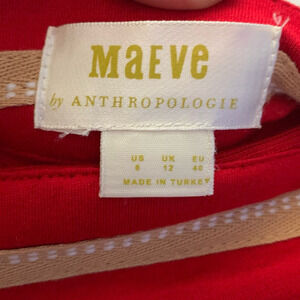 MaEVe
by ANTHROPOLOGIE
US UK EU
8 12 40
MADE IN TURKEY